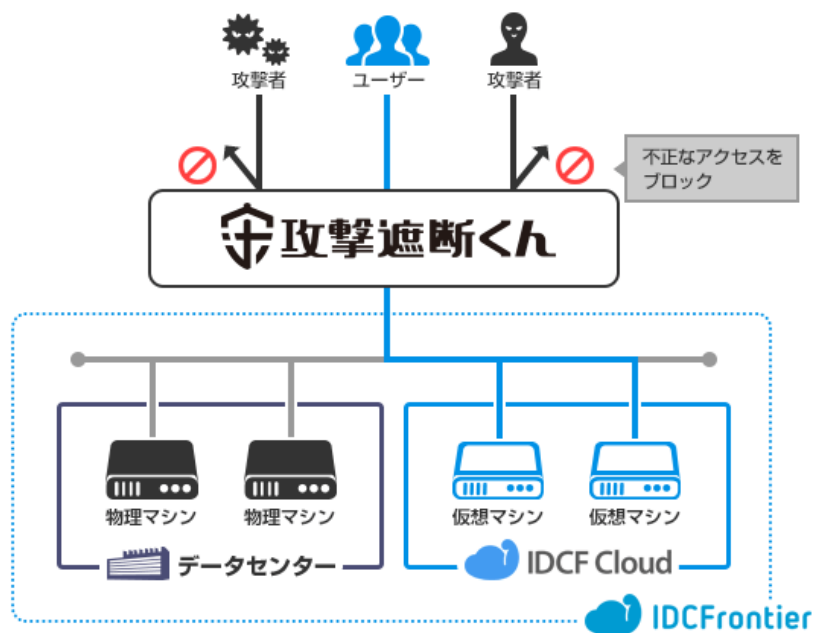 攻撃者
ユーザー
攻撃者
不正なアクセスを
ブロック
攻撃遮断くん
物理マシン
物理マシン
仮想マシン
仮想マシン
データセンター
IDCF Cloud
IDCFrontier